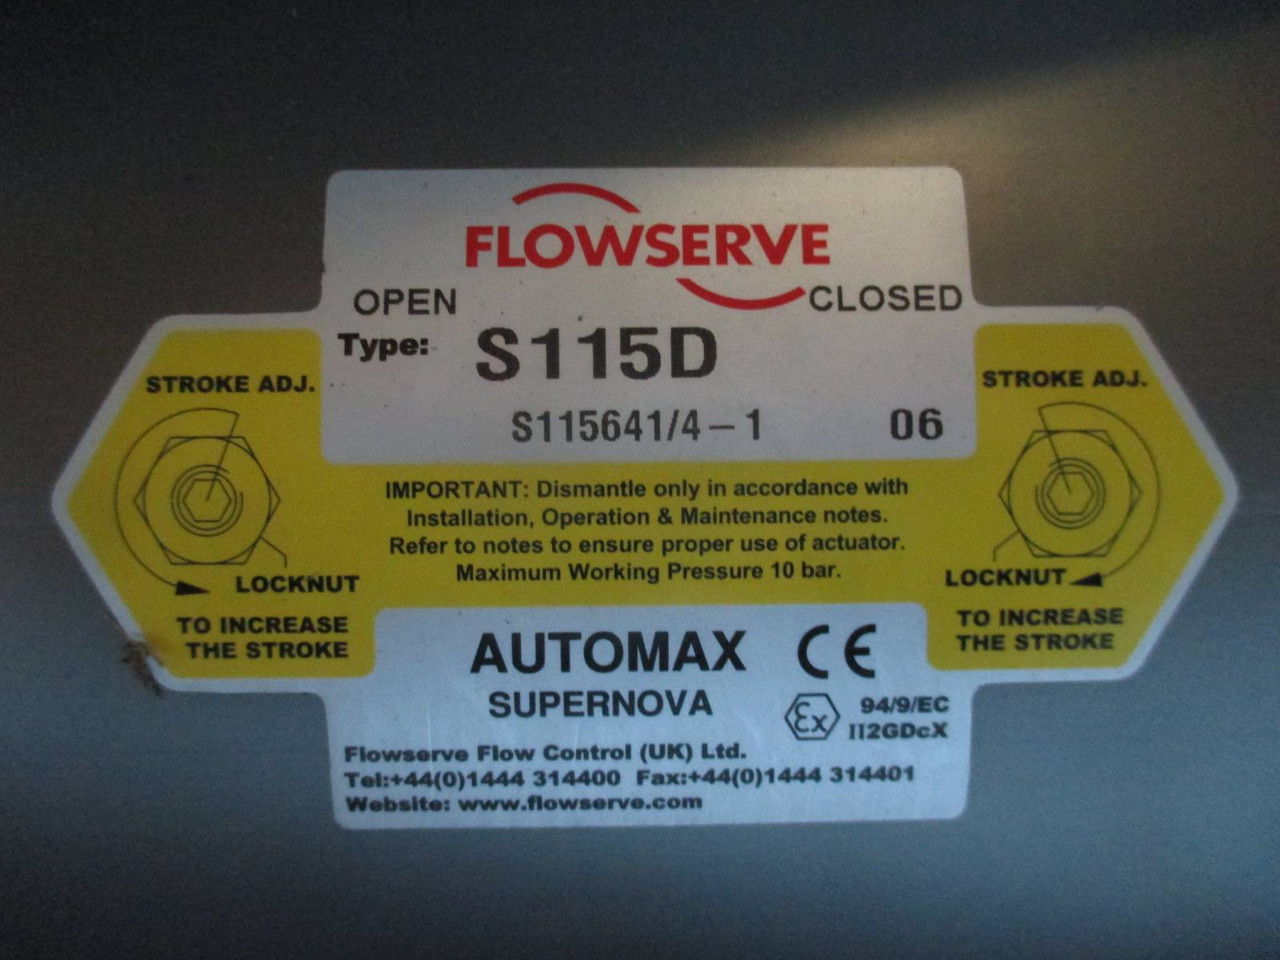 FLOWSERVE
OPEN
CLOSED
Type: S115D
S115641/4-1 06
STROKE ADJ.
LOCKNUT
TO INCREASE
THE STROKE
IMPORTANT: Dismantle only in accordance with
Installation, Operation & Maintenance notes.
Refer to notes to ensure proper use of actuator.
Maximum Working Pressure 10 bar.
STROKE ADJ.
LOCKNUT
TO INCREASE
THE STROKE
AUTOMAX CE
SUPERNOVA
Ex
94/9/EC
II2GDcX
Flowserve Flow Control (UK) Ltd.
Tel:+44(0)1444 314400 Fax:+44(0)1444 314401
Website: www.flowserve.com